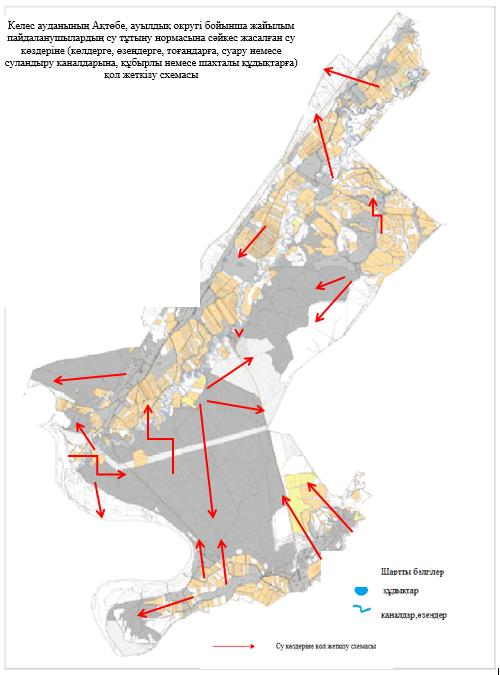 Келес ауданының Ақтөбе, ауылдық округі бойынша жайылым
пайдаланушылардың су тұтыну нормасына сәйкес жасалған су
көздеріне (көлдерге, өзендерге, тоғандарға, суару немесе
суландыру каналдарына, құбырлы немесе шахталы құдықтарға)
қол жеткізу схемасы
Шартты белгілер
құдықтар
каналдар,өзендер
Су көздеріне қол жеткізу схемасы